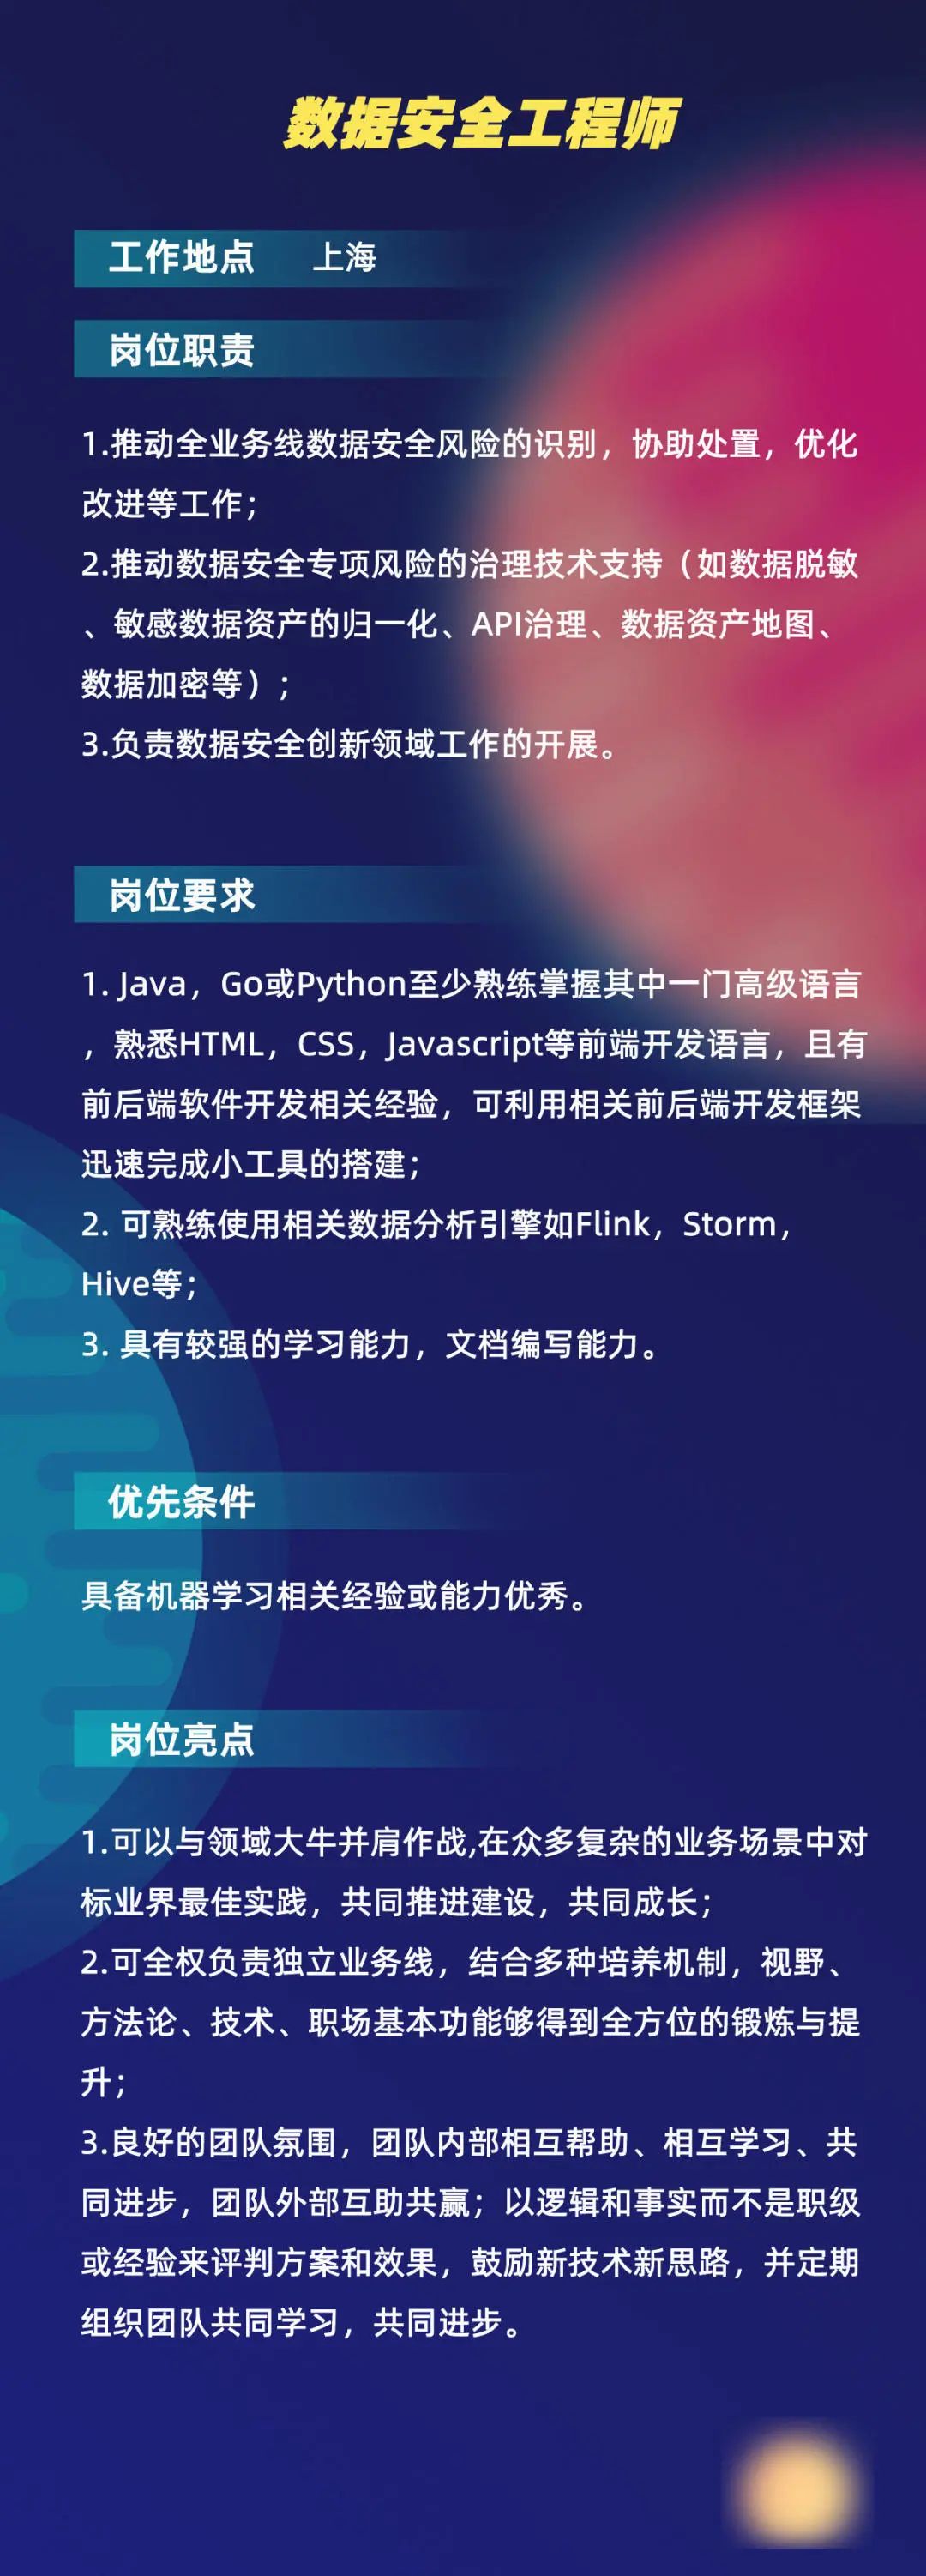 数据安全工程师
工作地点 上海
岗位职责
1.推动全业务线数据安全风险的识别，协助处置，优化
改进等工作；
2.推动数据安全专项风险的治理技术支持（如数据脱敏
、敏感数据资产的归一化、API治理、数据资产地图、
数据加密等）；
3.负责数据安全创新领域工作的开展。
岗位要求
1. Java，Go或Python至少熟练掌握其中一门高级语言
，熟悉HTML，CSS，Javascript等前端开发语言，且有
前后端软件开发相关经验，可利用相关前后端开发框架
迅速完成小工具的搭建；
2. 可熟练使用相关数据分析引擎如Flink，Storm，
Hive等；
3. 具有较强的学习能力，文档编写能力。
优先条件
具备机器学习相关经验或能力优秀。
岗位亮点
1.可以与领域大牛并肩作战,在众多复杂的业务场景中对
标业界最佳实践，共同推进建设，共同成长；
2.可全权负责独立业务线，结合多种培养机制，视野、
方法论、技术、职场基本功能够得到全方位的锻炼与提
升；
3.良好的团队氛围，团队内部相互帮助、相互学习、共
同进步，团队外部互助共赢；以逻辑和事实而不是职级
或经验来评判方案和效果，鼓励新技术新思路，并定期
组织团队共同学习，共同进步。